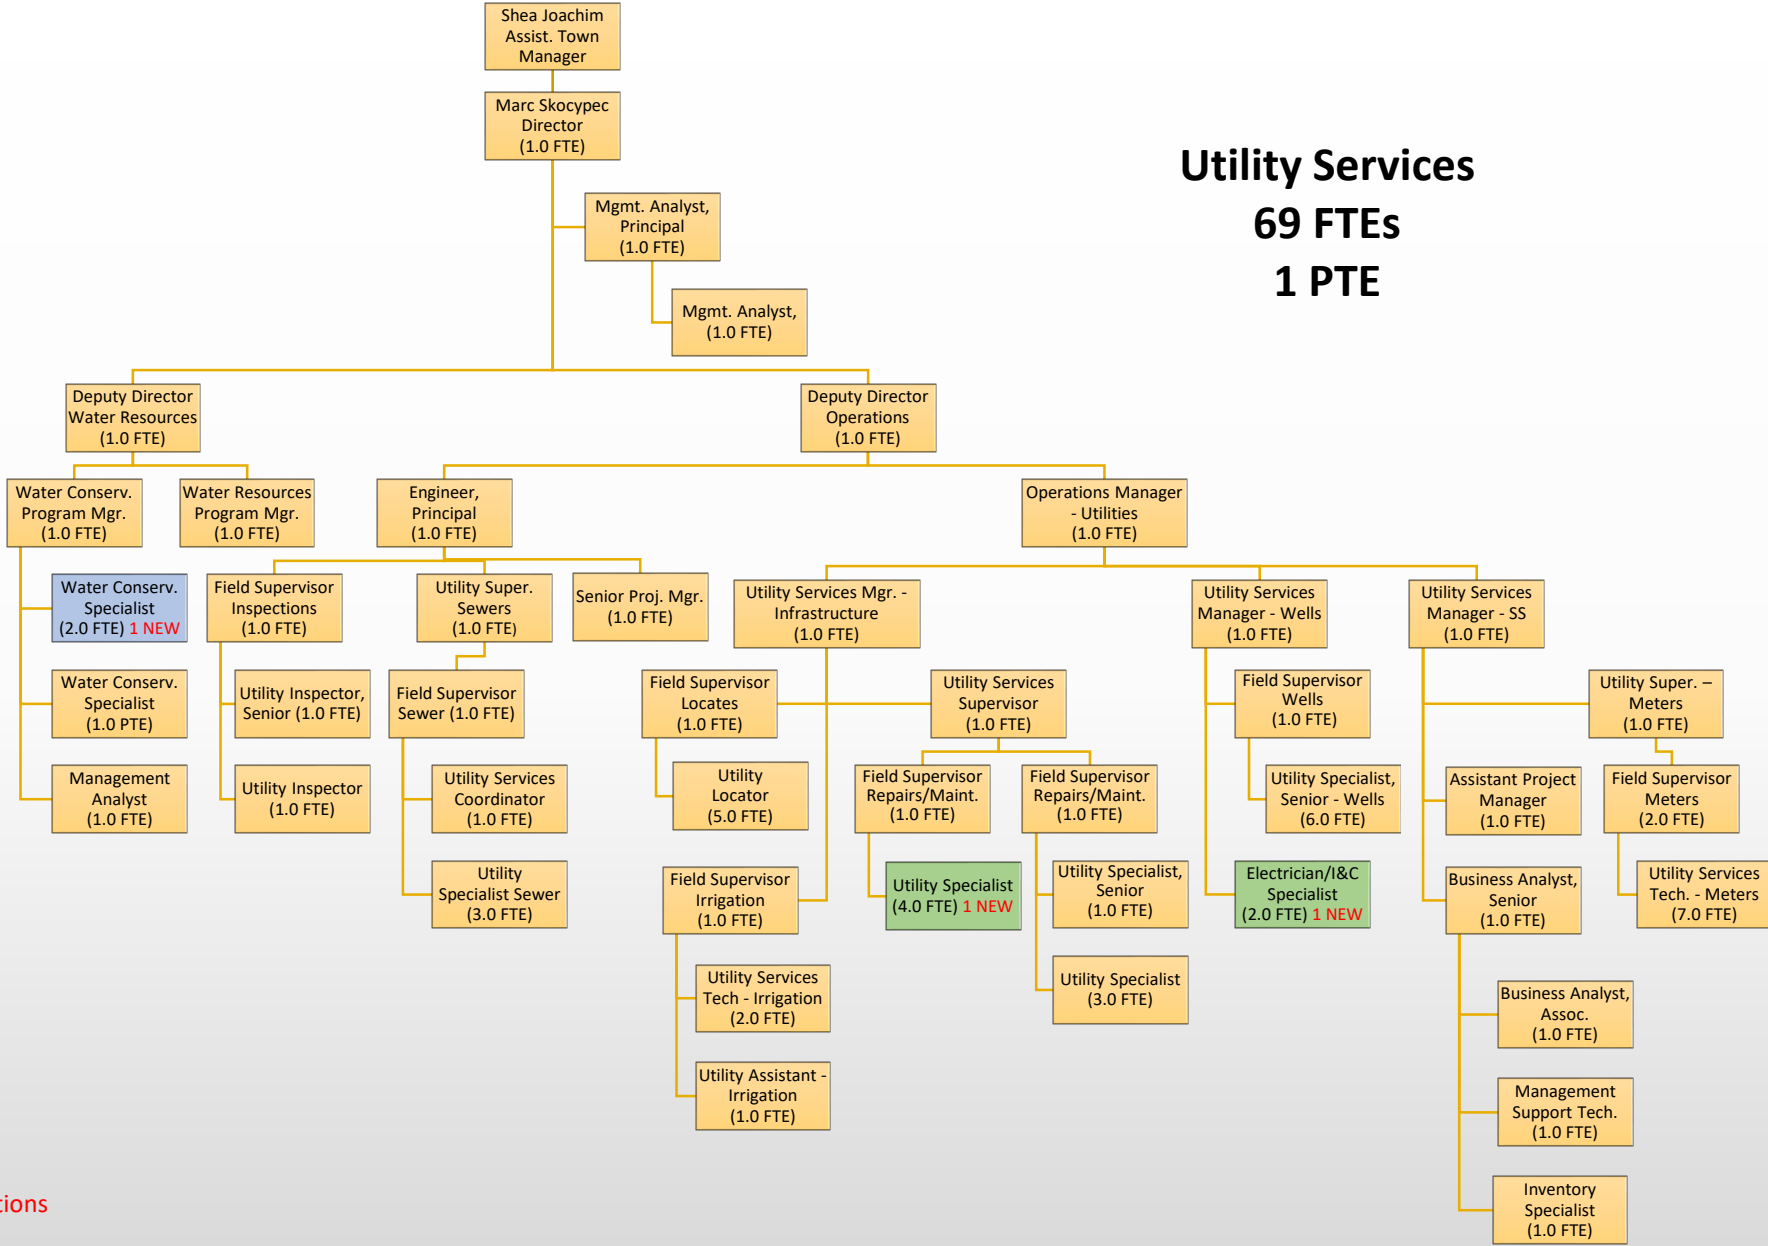 Shea Joachim
Assist. Town
Manager
Marc Skocypec
Director
(1.0 FTE)
Utility Services
69 FTEs
1 PTE
Mgmt. Analyst,
Principal
(1.0 FTE)
Mgmt. Analyst,
(1.0 FTE)
Deputy Director
Water Resources
(1.0 FTE)
Deputy Director
Operations
(1.0 FTE)
Water Conserv.
Program Mgr.
(1.0 FTE)
Water Resources
Program Mgr.
(1.0 FTE)
Engineer,
Principal
(1.0 FTE)
Operations Manager
- Utilities
(1.0 FTE)
Water Conserv.
Specialist
(2.0 FTE) 1 NEW
Field Supervisor
Inspections
(1.0 FTE)
Utility Super.
Sewers
(1.0 FTE)
Senior Proj. Mgr.
(1.0 FTE)
Utility Services Mgr. -
Infrastructure
(1.0 FTE)
Utility Services
Manager - Wells
(1.0 FTE)
Utility Services
Manager - SS
(1.0 FTE)
Water Conserv.
Specialist
(1.0 PTE)
Utility Inspector,
Senior (1.0 FTE)
Field Supervisor
Sewer (1.0 FTE)
Field Supervisor
Locates
(1.0 FTE)
Utility Services
Supervisor
(1.0 FTE)
Field Supervisor
Wells
(1.0 FTE)
Utility Super. –
Meters
(1.0 FTE)
Management
Analyst
(1.0 FTE)
Utility Inspector
(1.0 FTE)
Utility Services
Coordinator
(1.0 FTE)
Utility
Locator
(5.0 FTE)
Field Supervisor
Repairs/Maint.
(1.0 FTE)
Field Supervisor
Repairs/Maint.
(1.0 FTE)
Utility Specialist,
Senior - Wells
(6.0 FTE)
Assistant Project
Manager
(1.0 FTE)
Field Supervisor
Meters
(2.0 FTE)
Utility
Specialist Sewer
(3.0 FTE)
Field Supervisor
Irrigation
(1.0 FTE)
Utility Specialist
(4.0 FTE) 1 NEW
Utility Specialist,
Senior
(1.0 FTE)
Electrician/I&C
Specialist
(2.0 FTE) 1 NEW
Business Analyst,
Senior
(1.0 FTE)
Utility Services
Tech. - Meters
(7.0 FTE)
Utility Services
Tech - Irrigation
(2.0 FTE)
Utility Specialist
(3.0 FTE)
Business Analyst,
Assoc.
(1.0 FTE)
Utility Assistant -
Irrigation
(1.0 FTE)
Management
Support Tech.
(1.0 FTE)
Inventory
Specialist
(1.0 FTE)